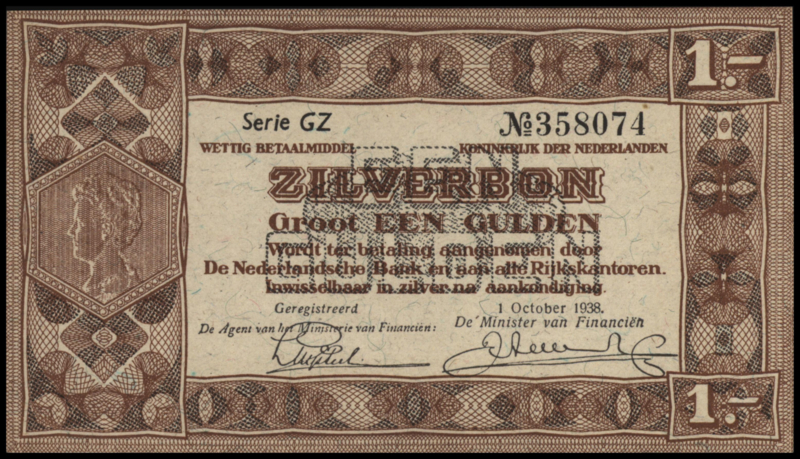 1.-
Serie GZ
№358074
WETTIG BETAALMIDDEL KONINKRIJK DER NEDERLANDEN
ZILVERBON
Groot EEN GULDEN
Wordt ter betaling aangenomen door
De Nederlandsche Bank en aan alle Rijkskantoren.
Inwisselbaar in zilver na aankondiging.
Geregistreerd
1 October 1938.
De Agent van het Ministerie van Financiën:
De Minister van Financiën
1.-